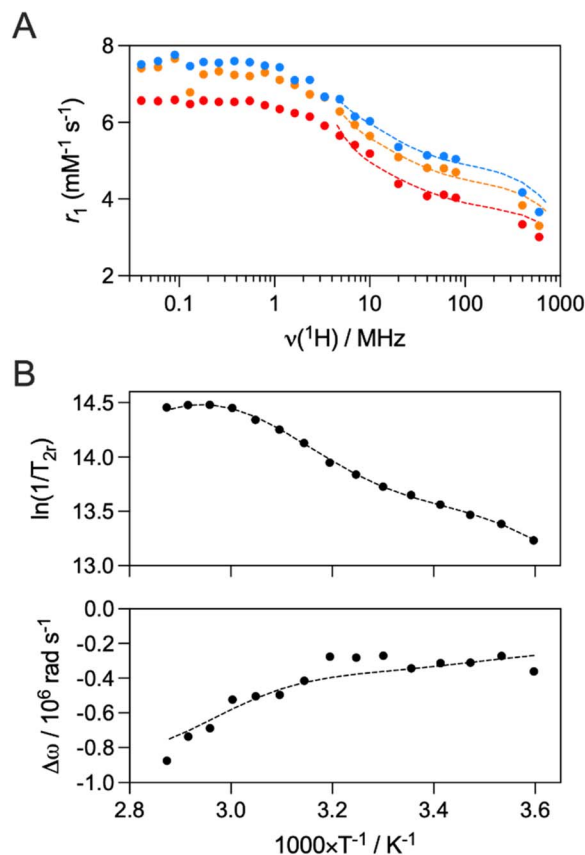 A
8
6
4
2
r₁ (mM⁻¹ s⁻¹)
0.1 1 10 100 1000
ν(¹H) / MHz
B
14.5
14.0
13.5
13.0
ln(1/T₂ᵣ)
0.0
-0.2
-0.4
-0.6
-0.8
-1.0
Δω / 10⁶ rad s⁻¹
2.8 3.0 3.2 3.4 3.6
1000×T⁻¹ / K⁻¹